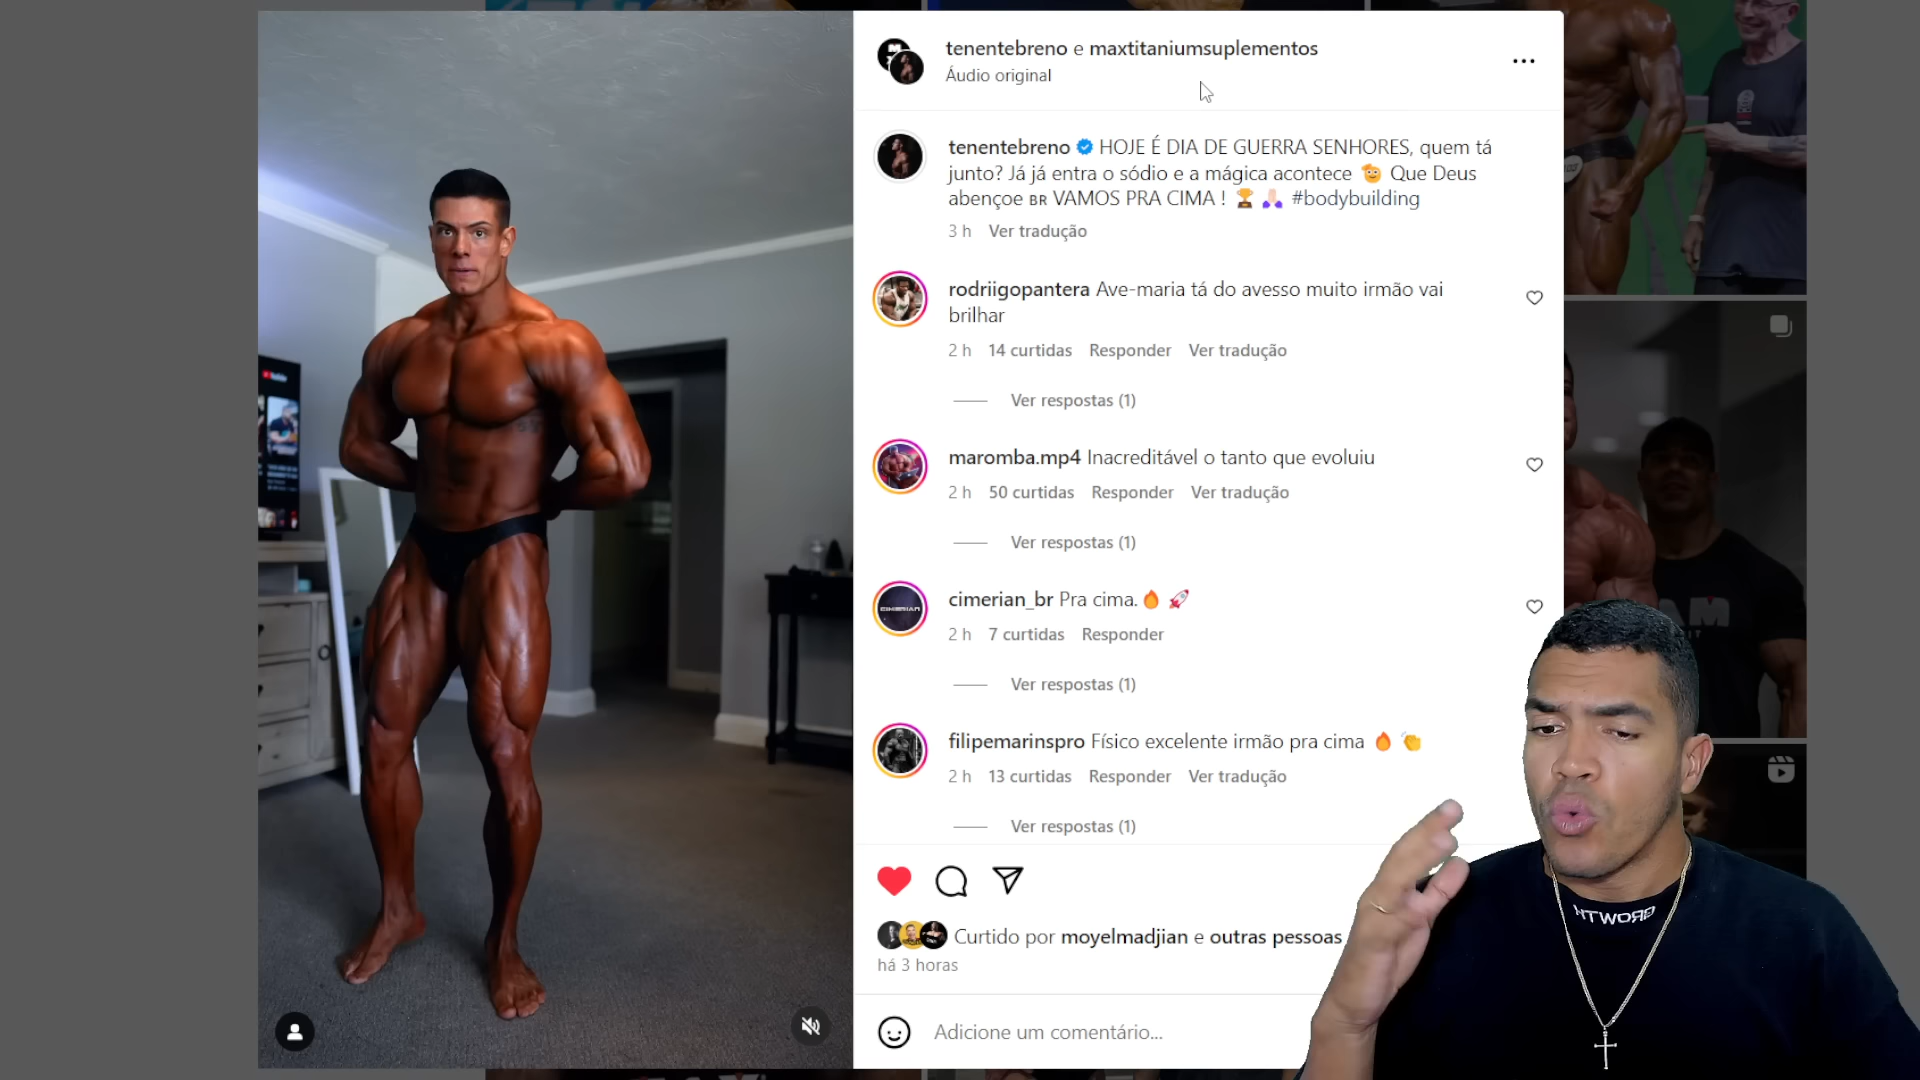 tenentebreno e maxtitaniumsuplementos
Áudio original
tenentebreno HOJE É DIA DE GUERRA SENHORES, quem tá
junto? Já já entra o sódio e a mágica acontece 🫡 Que Deus
abençoe BR VAMOS PRA CIMA ! 🏆 🙏🏻 #bodybuilding
3 h Ver tradução
rodriigopantera Ave-maria tá do avesso muito irmão vai
brilhar
2 h 14 curtidas Responder Ver tradução
Ver respostas (1)
maromba.mp4 Inacreditável o tanto que evoluiu
2 h 50 curtidas Responder Ver tradução
Ver respostas (1)
CIMERIAN
cimerian_br Pra cima.🔥 🚀
2 h 7 curtidas Responder
Ver respostas (1)
filipemarinspro Físico excelente irmão pra cima 🔥 👏
2 h 13 curtidas Responder Ver tradução
Ver respostas (1)
Curtido por moyelmadjian e outras pessoas
há 3 horas
Adicione um comentário...